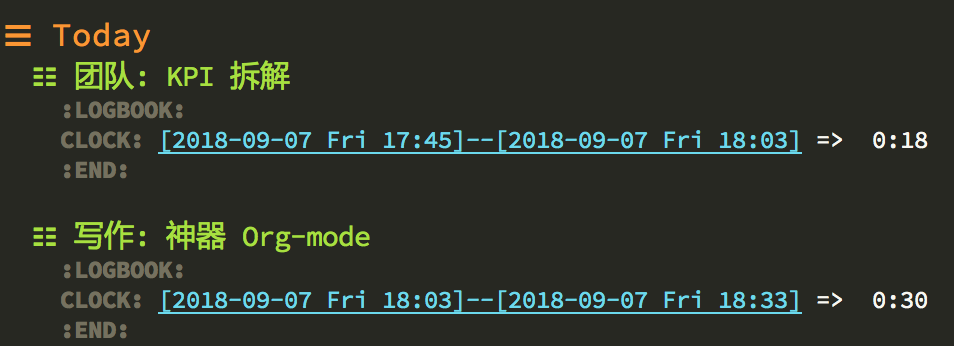 ☰ Today
☷ 团队: KPI 拆解
:LOGBOOK:
CLOCK: [2018-09-07 Fri 17:45]--[2018-09-07 Fri 18:03] => 0:18
:END:
☷ 写作: 神器 Org-mode
:LOGBOOK:
CLOCK: [2018-09-07 Fri 18:03]--[2018-09-07 Fri 18:33] => 0:30
:END: